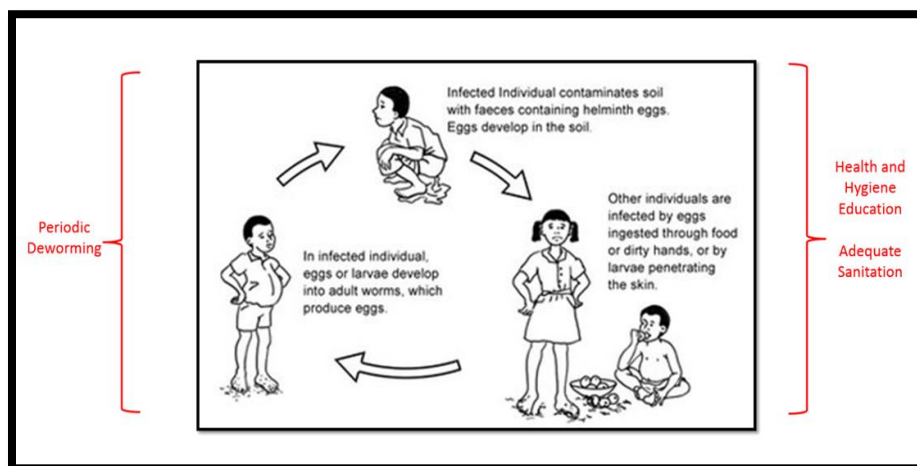 Infected Individual contaminates soil
with faeces containing helminth eggs.
Eggs develop in the soil.
Other individuals are
infected by eggs
ingested through food
or dirty hands, or by
larvae penetrating
the skin.
In infected individual,
eggs or larvae develop
into adult worms, which
produce eggs.
Periodic
Deworming
Health and
Hygiene
Education
Adequate
Sanitation